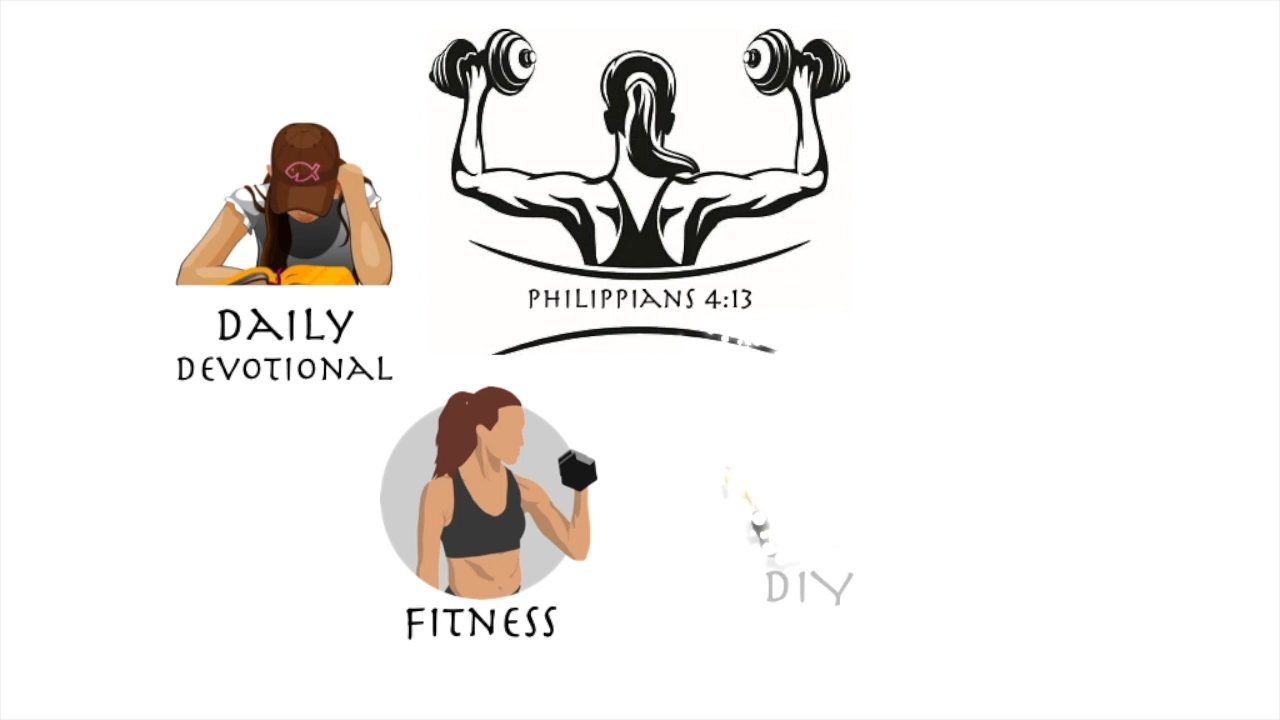 PHILIPPIANS 4:13
DAILY
DEVOTIONAL
FITNESS
DIY